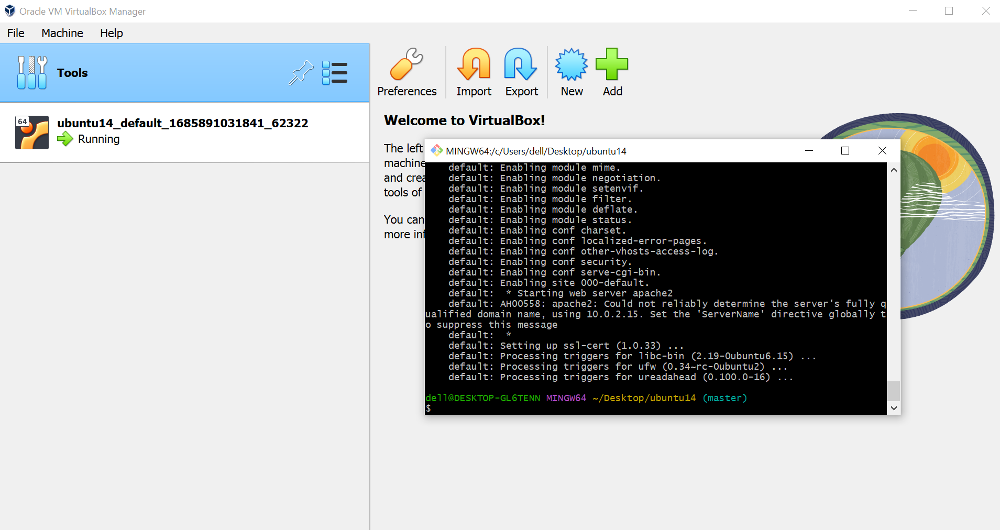 Oracle VM VirtualBox Manager
File Machine Help
Tools
64
ubuntu14_default_1685891031841_62322
Running
Preferences Import Export New Add
Welcome to VirtualBox!
The left
machine
and crea
tools of
You can
more inf
MINGW64:/c/Users/dell/Desktop/ubuntu14
default: Enabling module mime.
default: Enabling module negotiation.
default: Enabling module setenvif.
default: Enabling module filter.
default: Enabling module deflate.
default: Enabling module status.
default: Enabling conf charset.
default: Enabling conf localized-error-pages.
default: Enabling conf other-vhosts-access-log.
default: Enabling conf security.
default: Enabling conf serve-cgi-bin.
default: Enabling site 000-default.
default:  * Starting web server apache2
default: AH00558: apache2: Could not reliably determine the server's fully q
ualified domain name, using 10.0.2.15. Set the 'ServerName' directive globally t
o suppress this message
default:  *
default: Setting up ssl-cert (1.0.33) ...
default: Processing triggers for libc-bin (2.19-0ubuntu6.15) ...
default: Processing triggers for ufw (0.34~rc-0ubuntu2) ...
default: Processing triggers for ureadahead (0.100.0-16) ...
dell@DESKTOP-GL6TENN MINGW64 ~/Desktop/ubuntu14 (master)
$